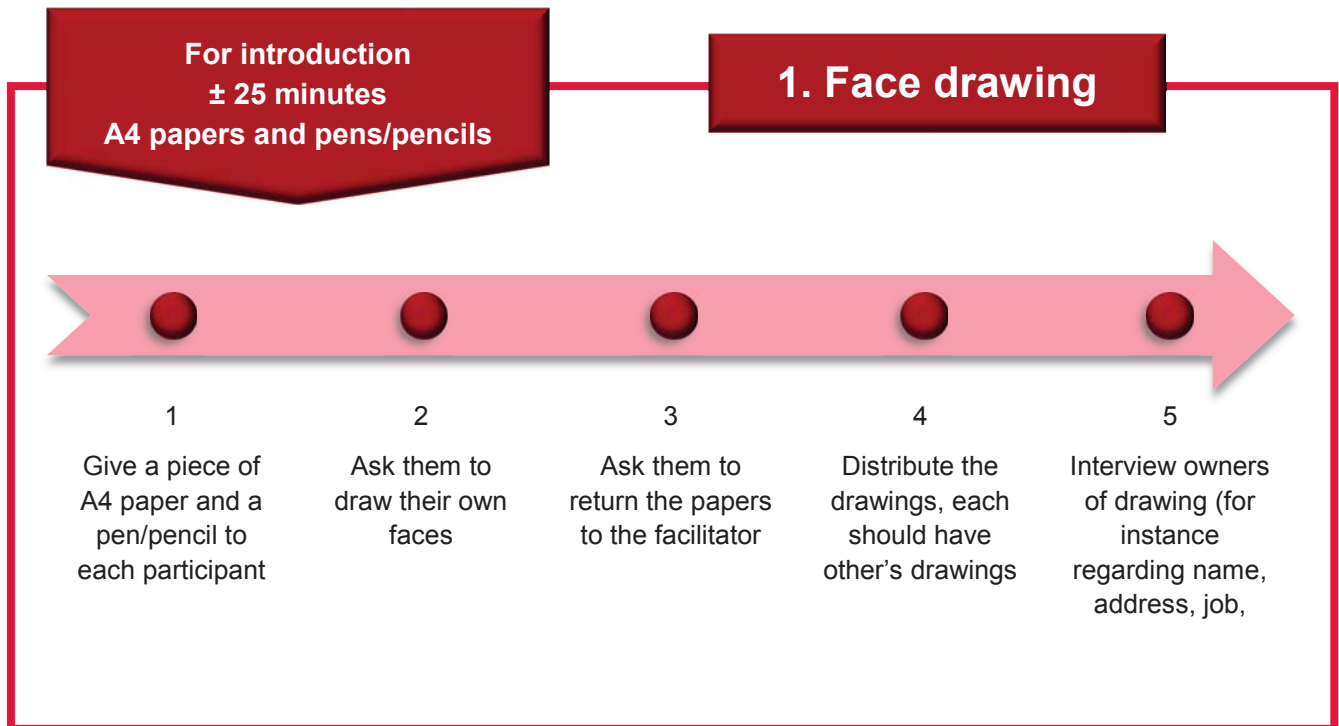 For introduction
± 25 minutes
A4 papers and pens/pencils
1. Face drawing
1
Give a piece of
A4 paper and a
pen/pencil to
each participant
2
Ask them to
draw their own
faces
3
Ask them to
return the papers
to the facilitator
4
Distribute the
drawings, each
should have
other’s drawings
5
Interview owners
of drawing (for
instance
regarding name,
address, job,